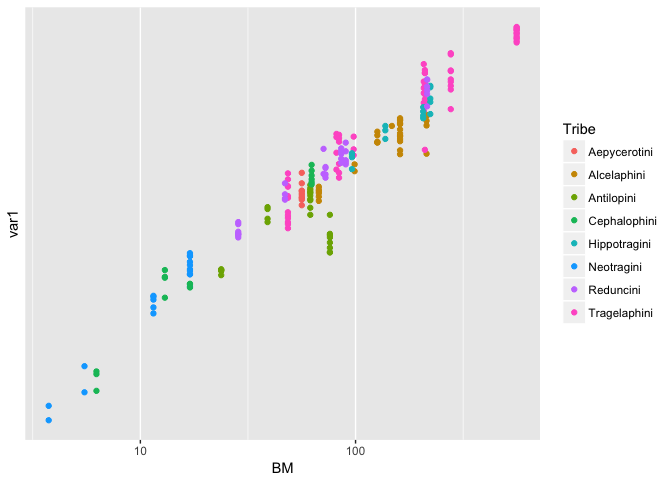 var1
10
100
BM
Tribe
Aepycerotini
Alcelaphini
Antilopini
Cephalophini
Hippotragini
Neotragini
Reduncini
Tragelaphini